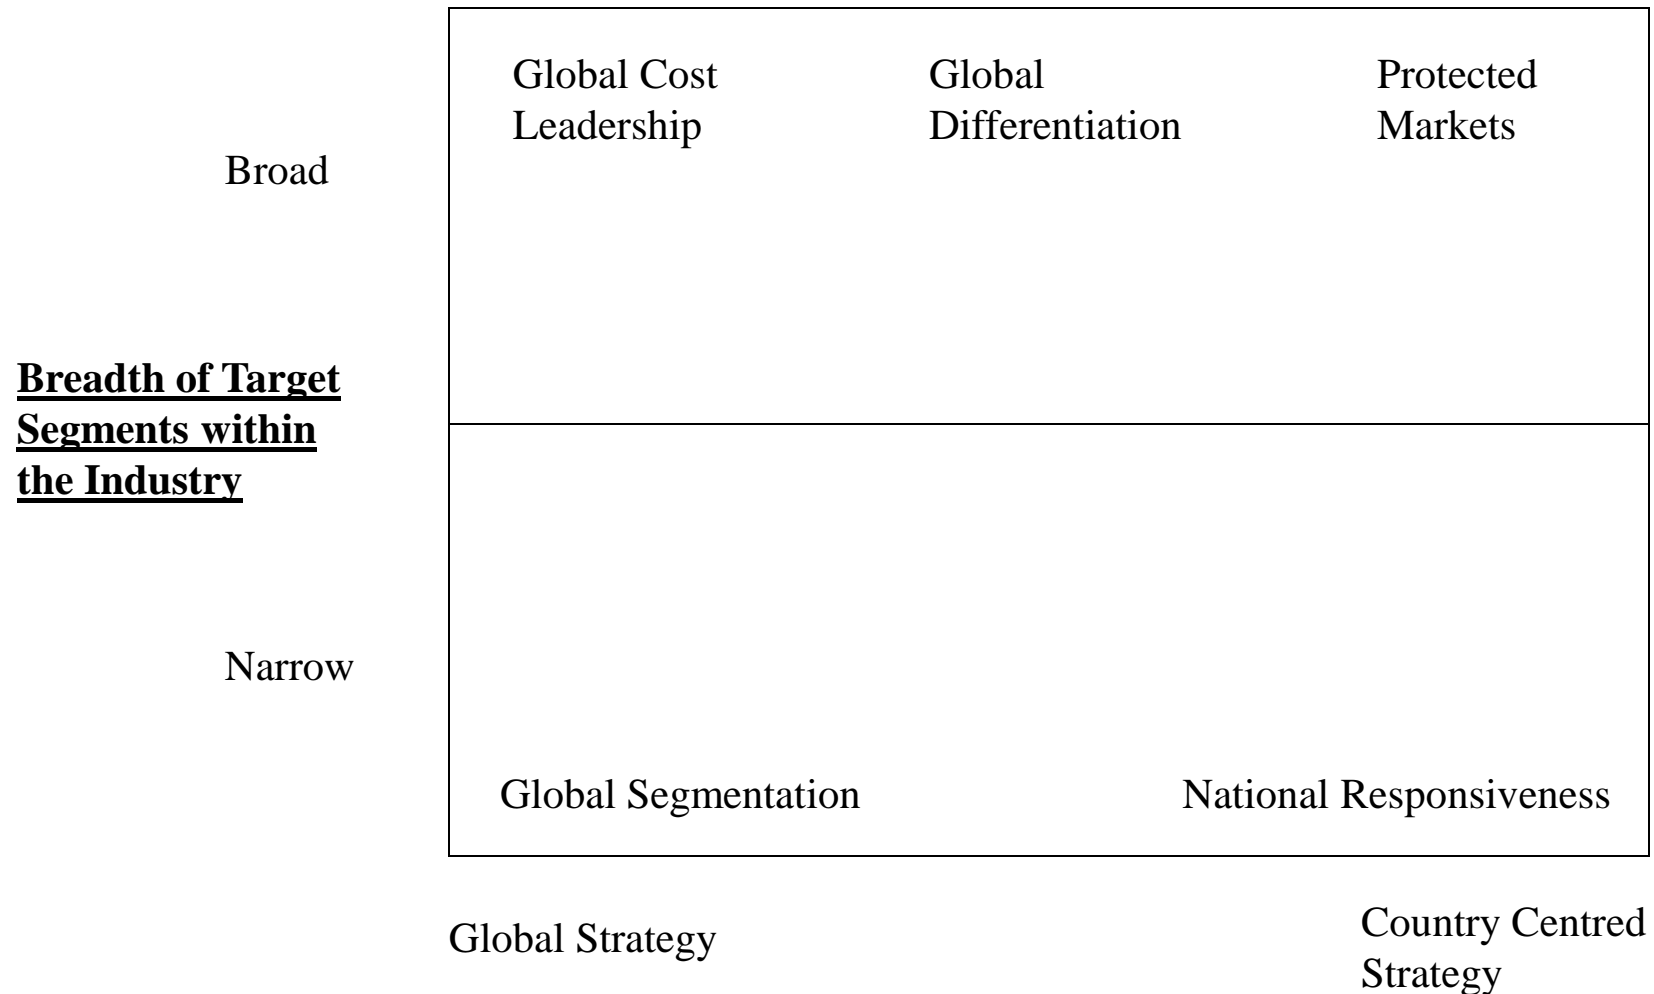 Global Cost
Leadership
Global
Differentiation
Protected
Markets
Broad
Breadth of Target
Segments within
the Industry
Narrow
Global Segmentation
National Responsiveness
Global Strategy
Country Centred
Strategy